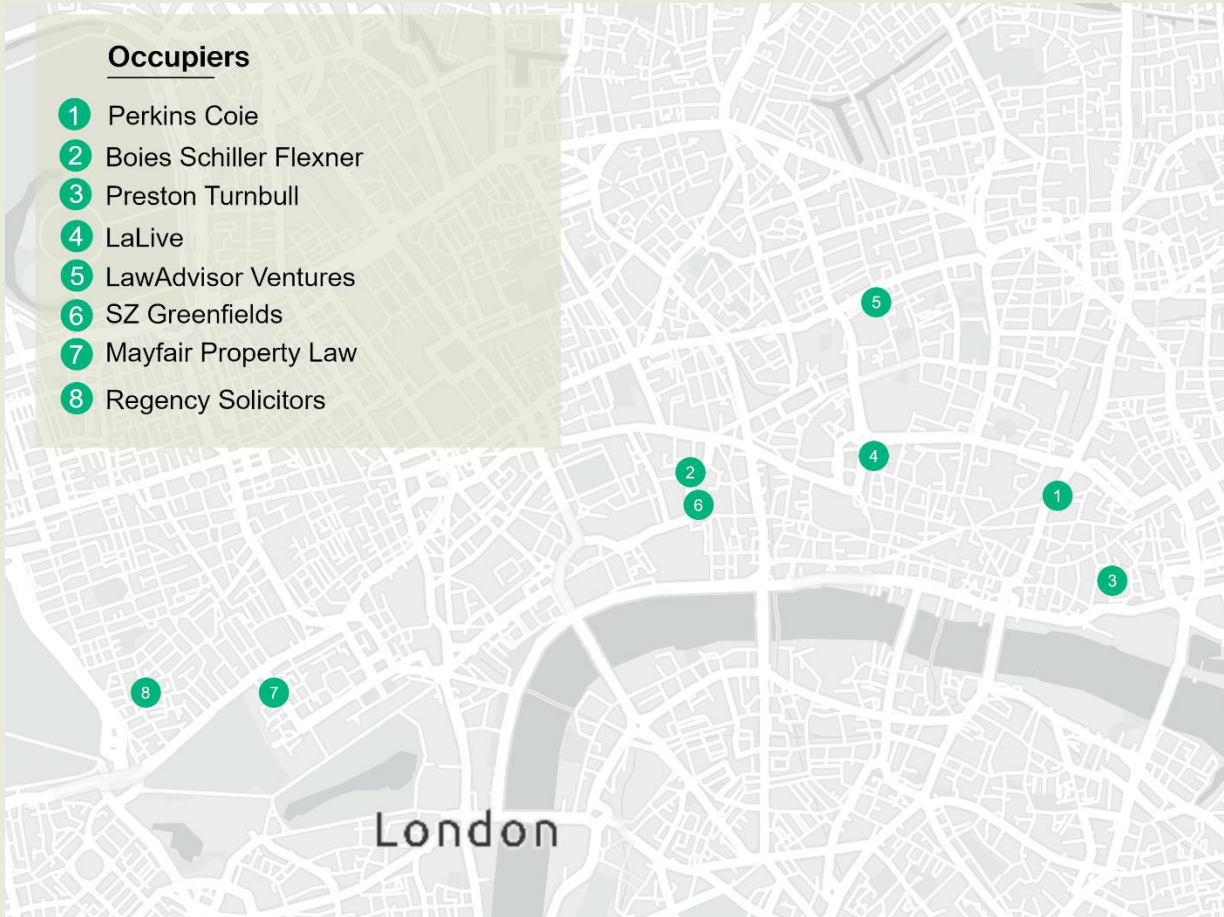 Occupiers
1 Perkins Coie
2 Boies Schiller Flexner
3 Preston Turnbull
4 LaLive
5 LawAdvisor Ventures
6 SZ Greenfields
7 Mayfair Property Law
8 Regency Solicitors
5
4
2
1
6
3
8
7
London